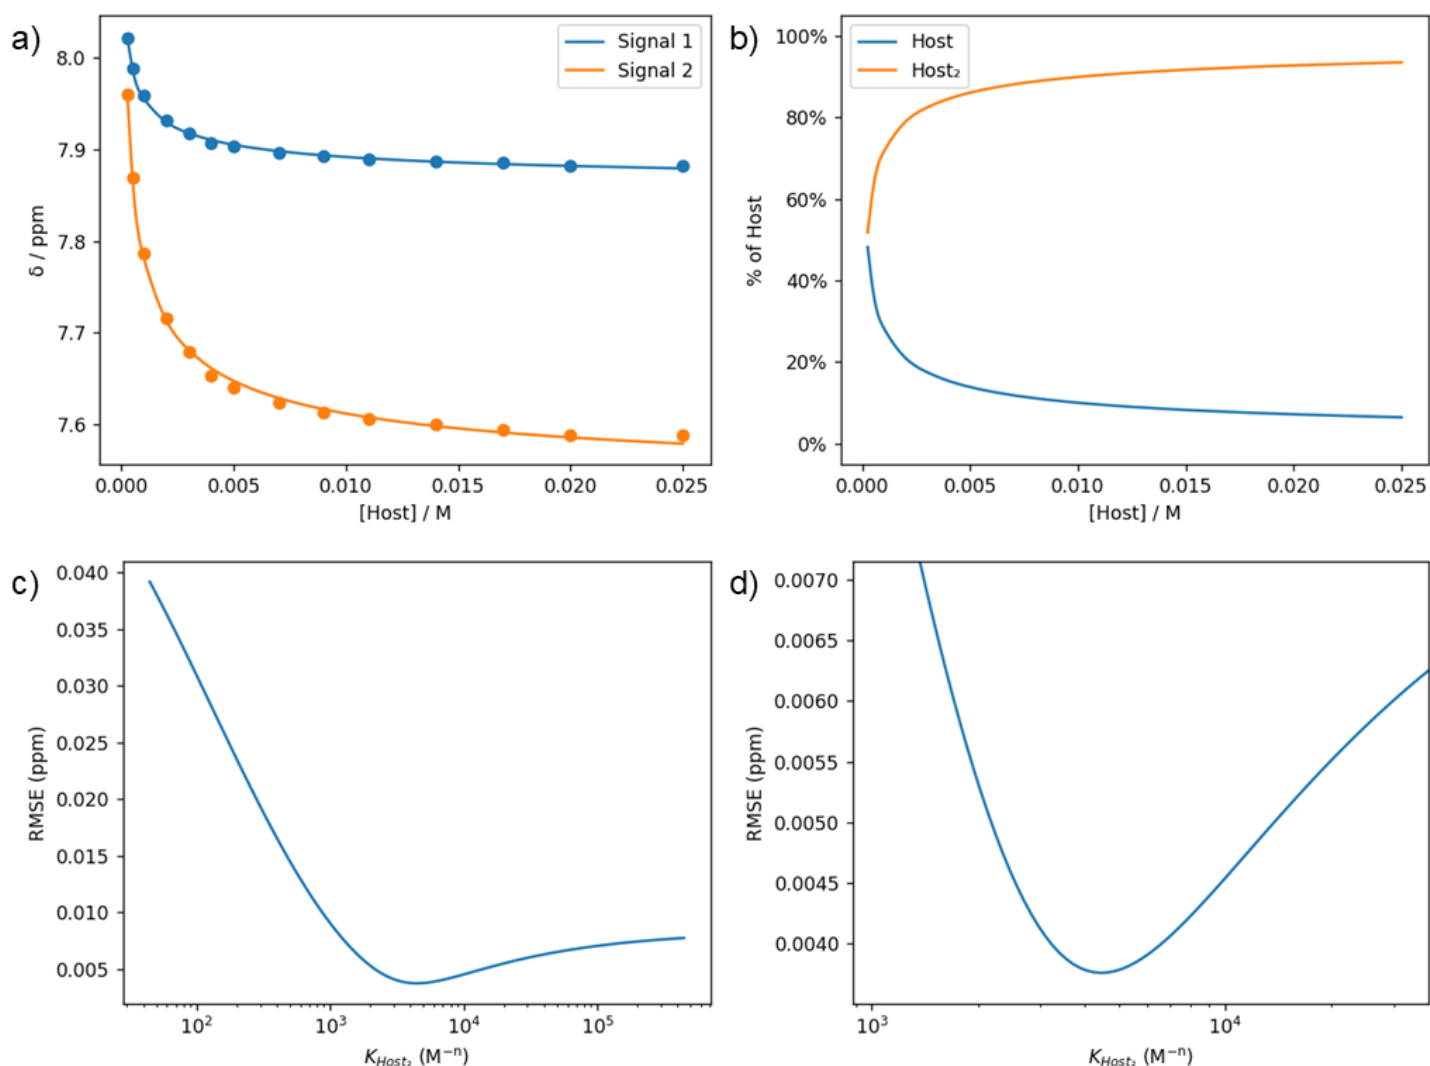 a)
8.0
7.9
7.8
7.7
7.6
δ / ppm
Signal 1
Signal 2
0.000 0.005 0.010 0.015 0.020 0.025
[Host] / M
b)
100%
80%
60%
40%
20%
0%
% of Host
Host
Host₂
0.000 0.005 0.010 0.015 0.020 0.025
[Host] / M
c)
0.040
0.035
0.030
0.025
0.020
0.015
0.010
0.005
RMSE (ppm)
10² 10³ 10⁴ 10⁵
K_Host₂ (M⁻ⁿ)
d)
0.0070
0.0065
0.0060
0.0055
0.0050
0.0045
0.0040
RMSE (ppm)
10³ 10⁴
K_Host₂ (M⁻ⁿ)